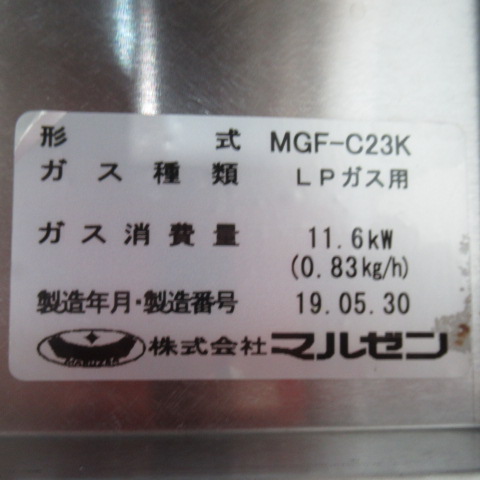 形式 MGF-C23K
ガス種類 LPガス用
ガス消費量 11.6kW
(0.83kg/h)
製造年月・製造番号 19.05.30
MARUZEN 株式会社マルゼン